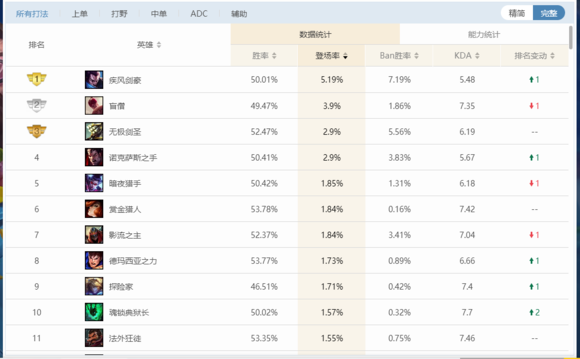 所有打法 上单 打野 中单 ADC 辅助 精简 完整
排名 英雄 数据统计 能力统计
胜率 登场率 Ban胜率 KDA 排名变动
1 疾风剑豪 50.01% 5.19% 7.19% 5.48 1
2 盲僧 49.47% 3.9% 1.86% 7.35 1
3 无极剑圣 52.47% 2.9% 5.56% 6.19 --
4 诺克萨斯之手 50.41% 2.9% 3.83% 5.67 1
5 暗夜猎手 50.42% 1.85% 1.31% 6.18 1
6 赏金猎人 53.78% 1.84% 0.16% 7.42 --
7 影流之主 52.37% 1.84% 3.41% 7.04 1
8 德玛西亚之力 53.77% 1.73% 0.89% 6.66 1
9 探险家 46.51% 1.71% 0.42% 7.4 1
10 魂锁典狱长 50.02% 1.57% 0.32% 7.7 2
11 法外狂徒 53.35% 1.55% 0.75% 7.46 --